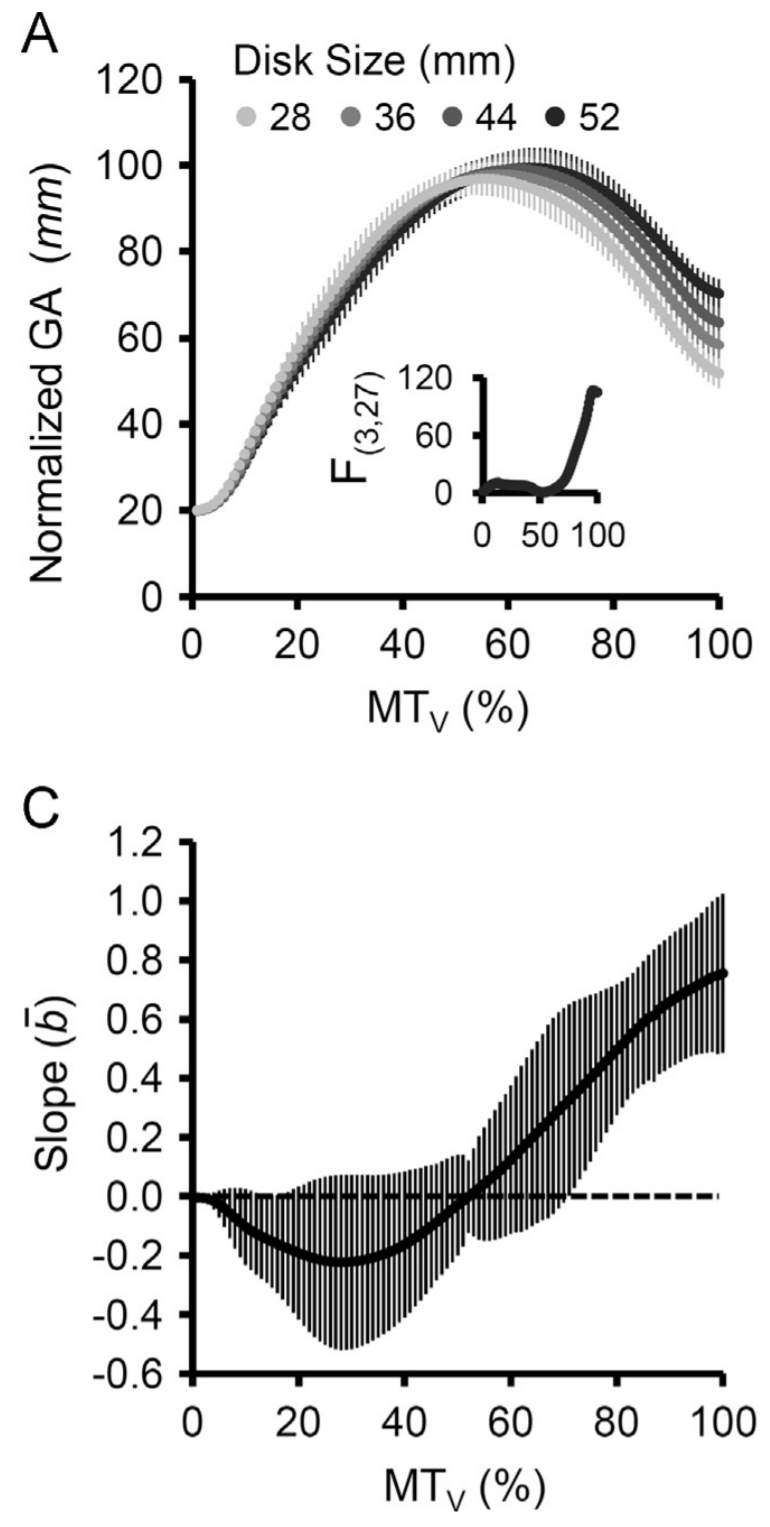 A
Disk Size (mm)
28 36 44 52
Normalized GA (mm)
120
100
80
60
40
20
0
0 20 40 60 80 100
MTV (%)
F(3,27)
120
60
0
0 50 100
C
Slope (b̄)
1.2
1.0
0.8
0.6
0.4
0.2
0.0
-0.2
-0.4
-0.6
0 20 40 60 80 100
MTV (%)